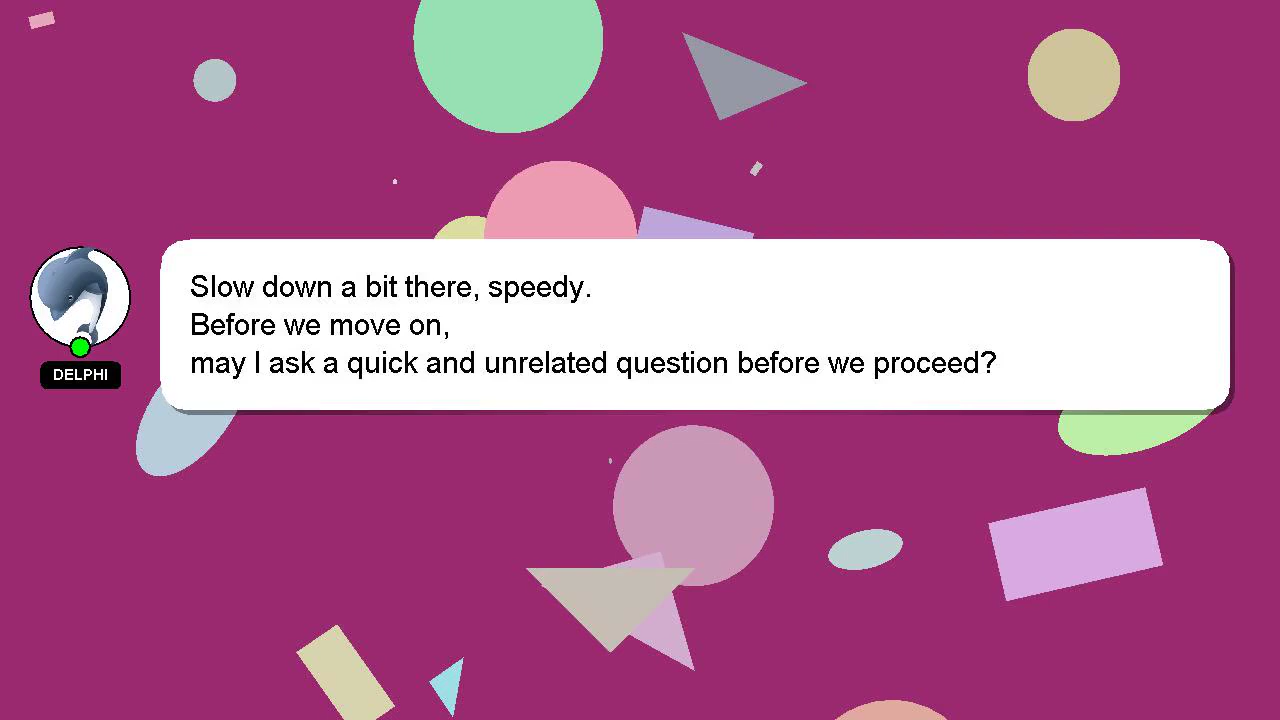 Slow down a bit there, speedy.
Before we move on,
may I ask a quick and unrelated question before we proceed?
DELPHI